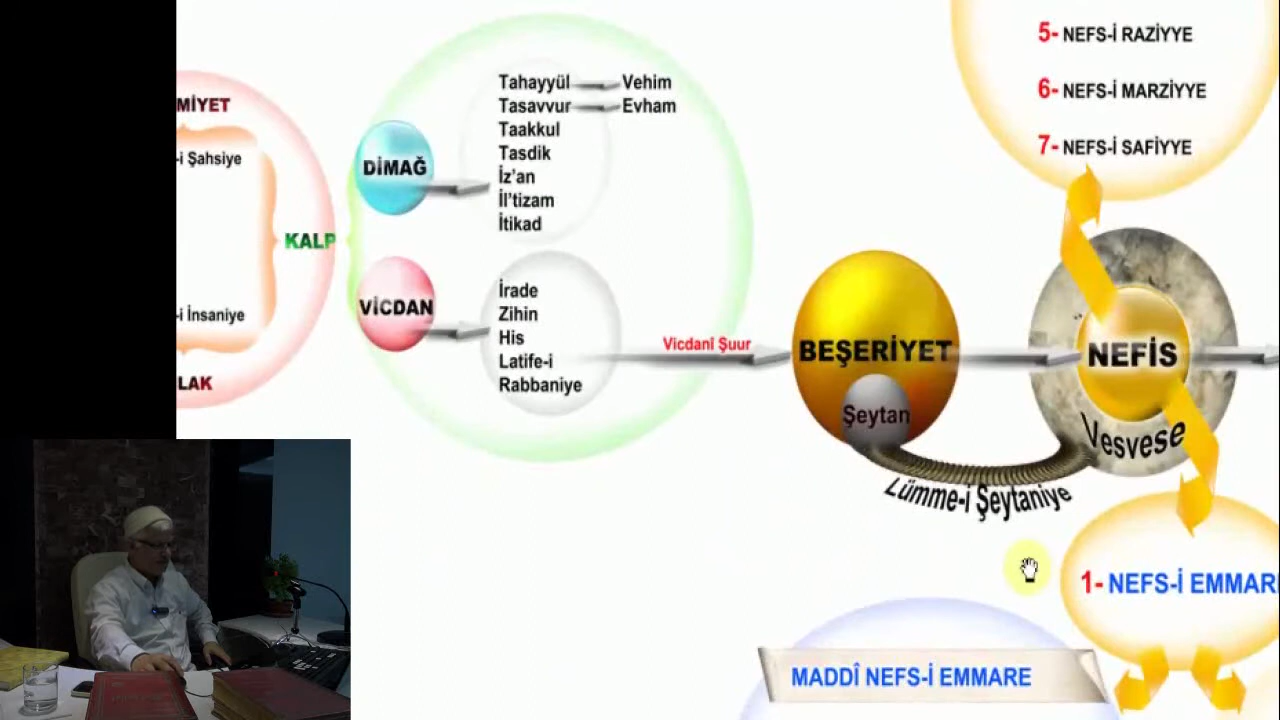 MİYET
-i Şahsiye
KALP
-i İnsaniye
LAK
DİMAĞ
Tahayyül
Vehim
Tasavvur
Evham
Taakkul
Tasdik
İz'an
İl'tizam
İtikad
VİCDAN
İrade
Zihin
His
Latife-i
Rabbaniye
Vicdanî Şuur
BEŞERİYET
Şeytan
Lümme-i Şeytaniye
NEFİS
Vesvese
5- NEFS-İ RAZİYYE
6- NEFS-İ MARZİYYE
7- NEFS-İ SAFİYYE
1- NEFS-İ EMMAR
MADDÎ NEFS-İ EMMARE